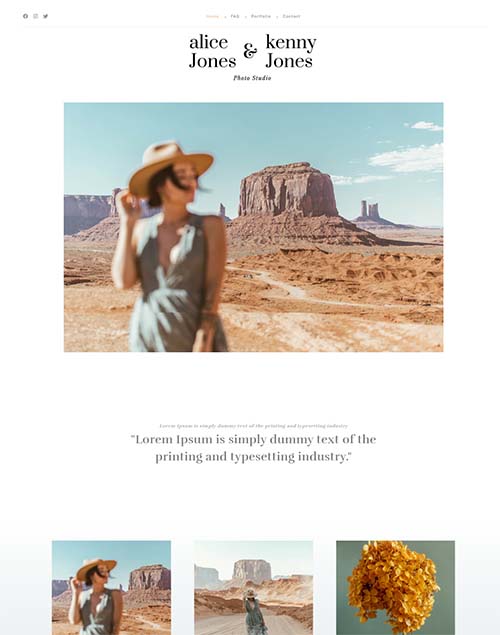 Home
FAQ
Portfolio
Contact
alice & kenny
Jones Jones
Photo Studio
Lorem Ipsum is simply dummy text of the printing and typesetting industry
"Lorem Ipsum is simply dummy text of the
printing and typesetting industry."